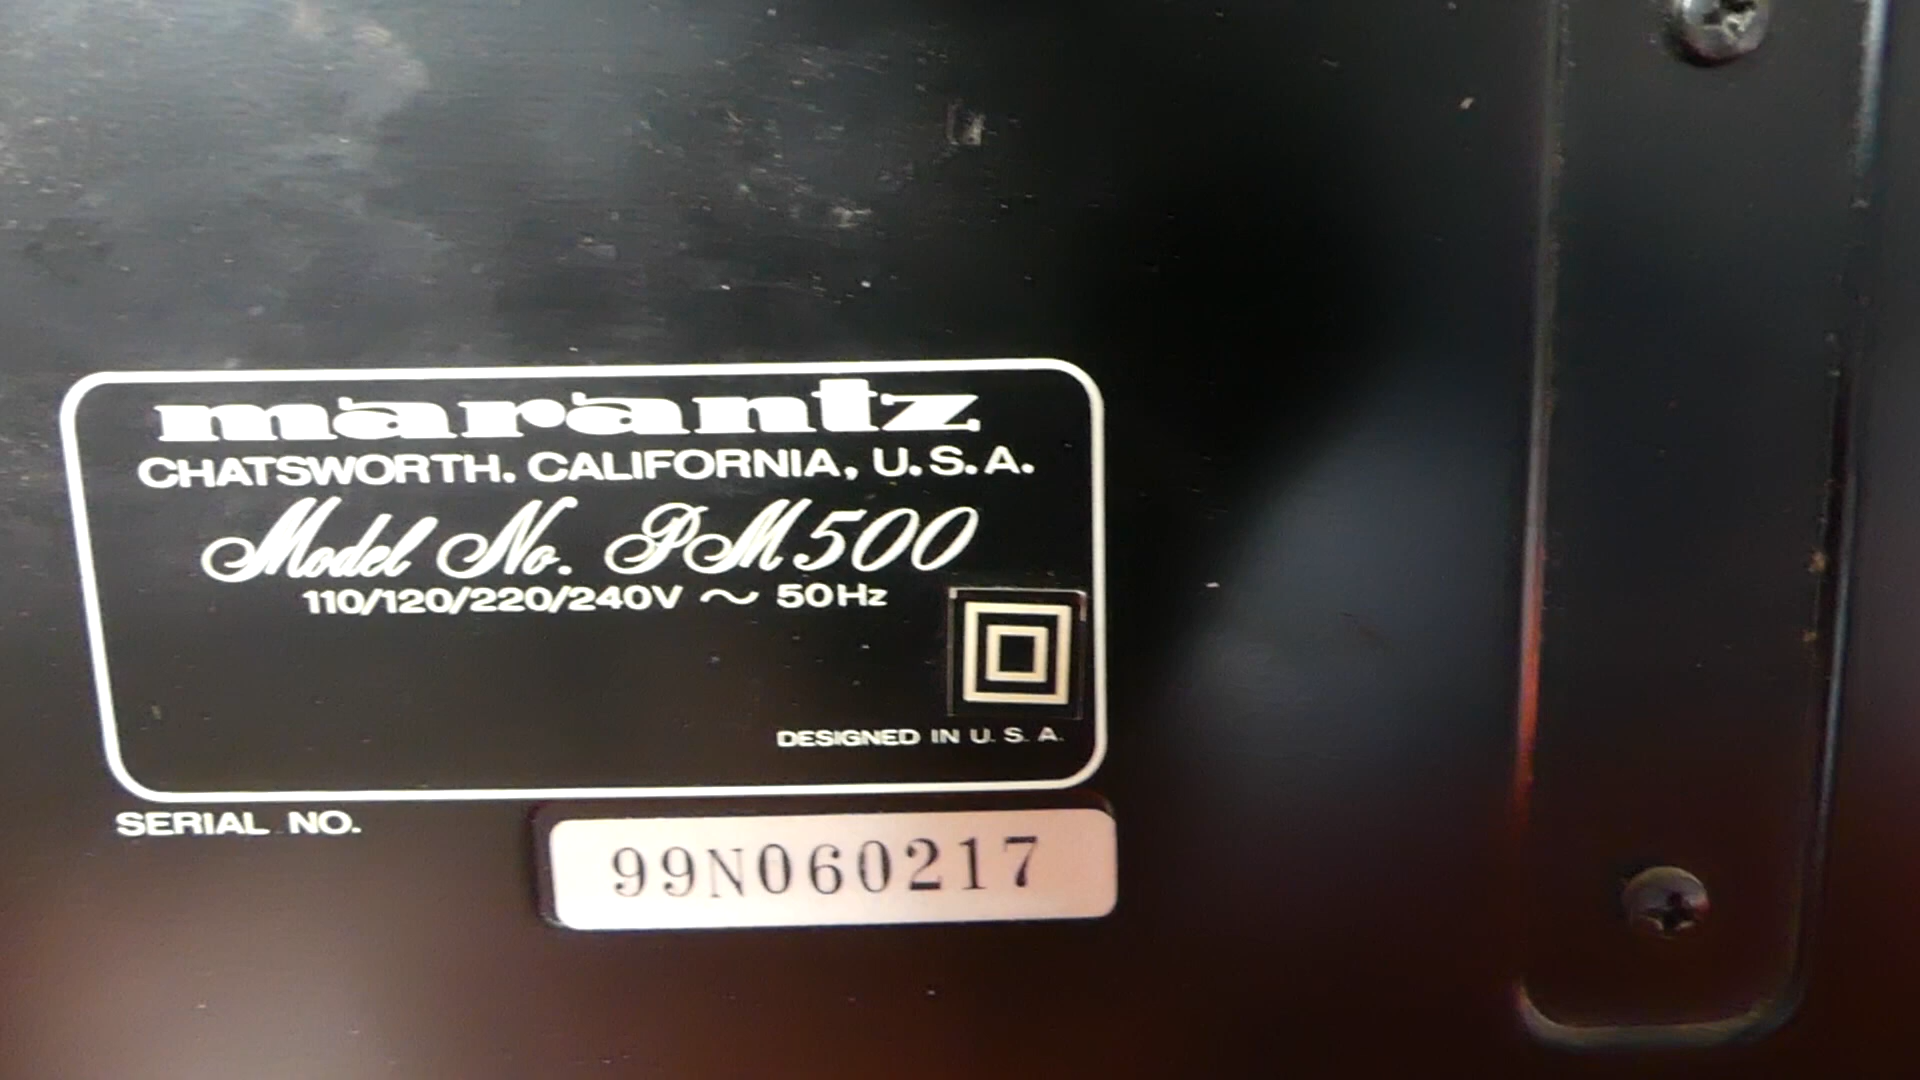 marantz
CHATSWORTH. CALIFORNIA, U.S.A.
Model No. PM500
110/120/220/240V ~ 50Hz
DESIGNED IN U. S. A.
SERIAL NO.
99N060217